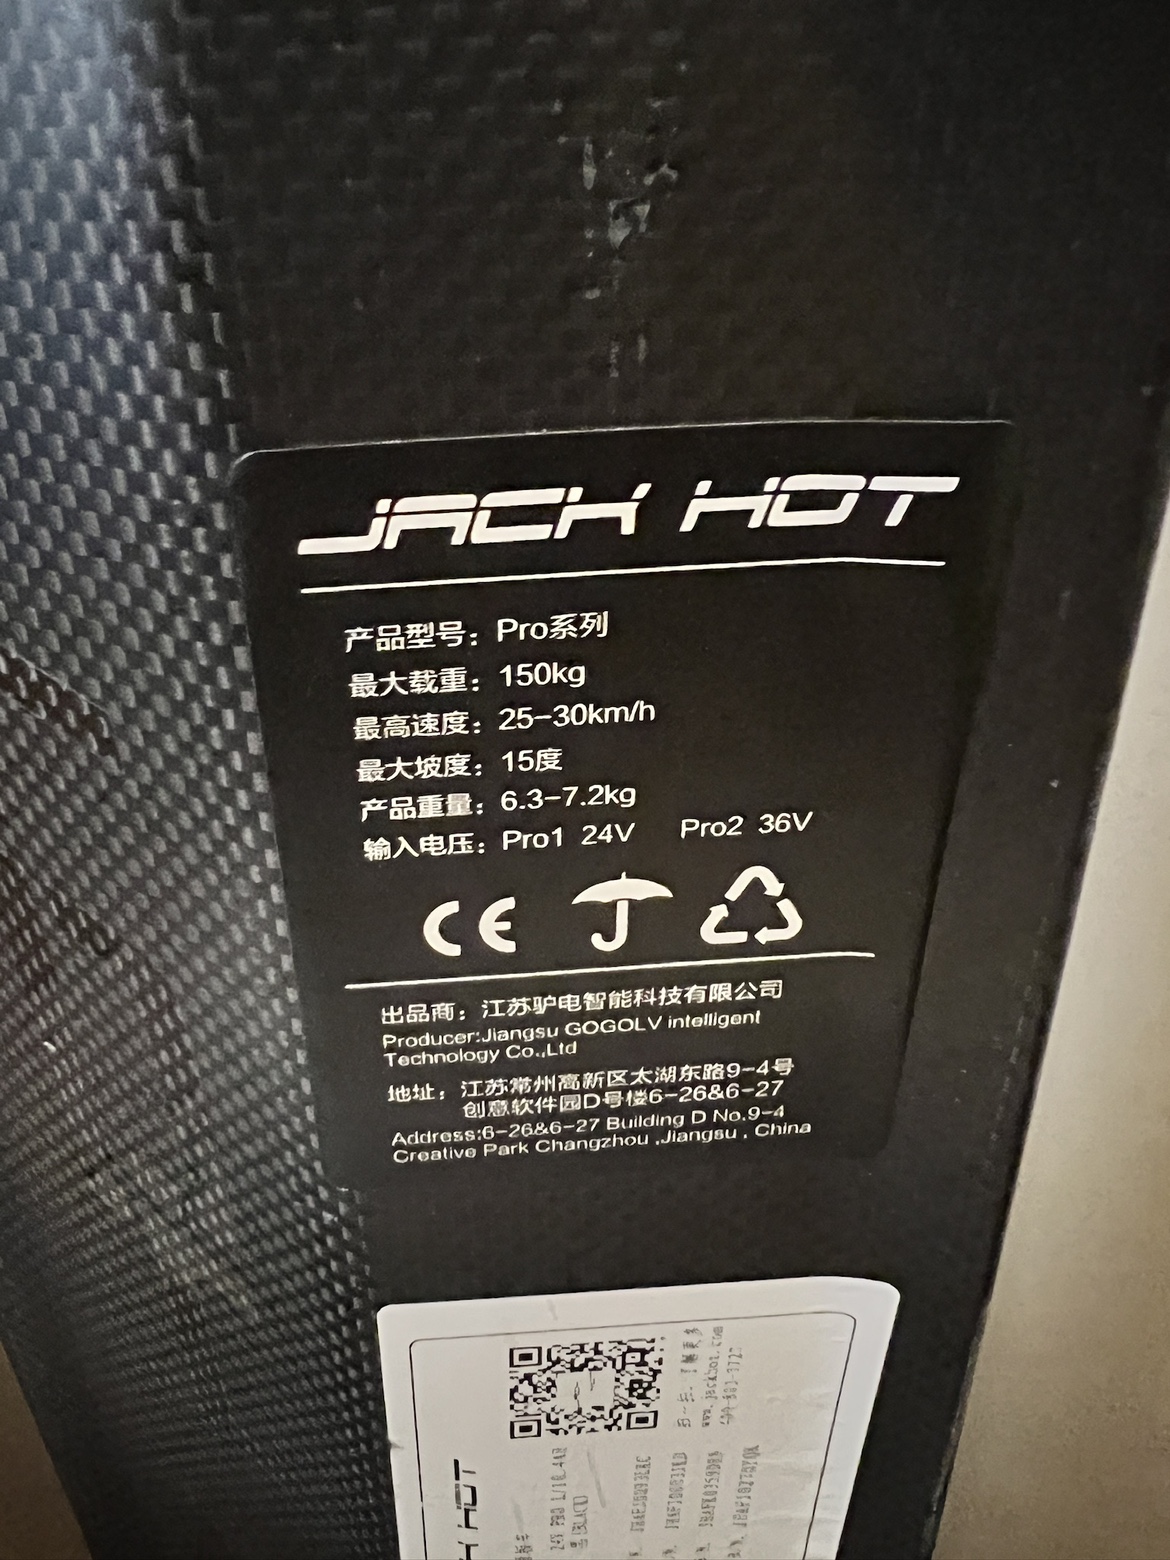 JACK HOT
产品型号：Pro系列
最大载重：150kg
最高速度：25-30km/h
最大坡度：15度
产品重量：6.3-7.2kg
输入电压：Pro1 24V Pro2 36V
CE
出品商：江苏驴电智能科技有限公司
Producer:Jiangsu GOGOLV intelligent
Technology Co.,Ltd
地址：江苏常州高新区太湖东路9-4号
创意软件园D号楼6-26&6-27
Address:6-26&6-27 Building D No.9-4
Creative Park Changzhou ,Jiangsu , China
www.jackhot.com
HOT